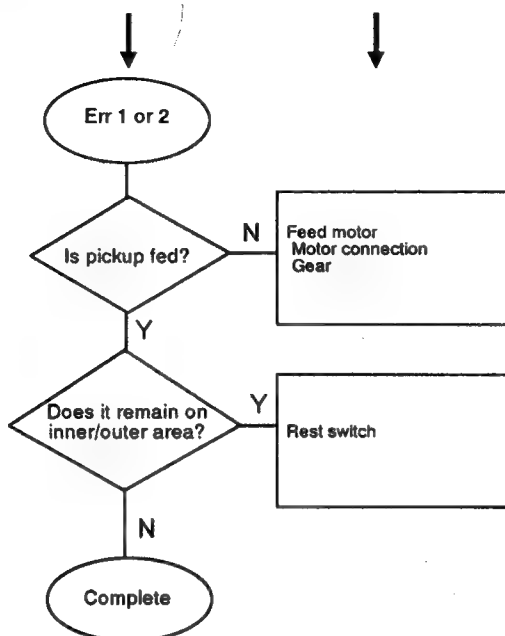 Err 1 or 2
Is pickup fed?
N
Feed motor
Motor connection
Gear
Y
Does it remain on
inner/outer area?
Y
Rest switch
N
Complete